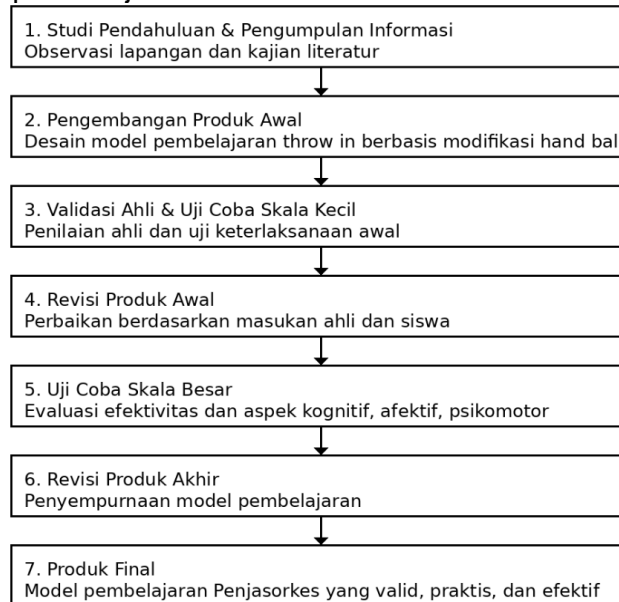 1. Studi Pendahuluan & Pengumpulan Informasi
Observasi lapangan dan kajian literatur
2. Pengembangan Produk Awal
Desain model pembelajaran throw in berbasis modifikasi hand bal
3. Validasi Ahli & Uji Coba Skala Kecil
Penilaian ahli dan uji keterlaksanaan awal
4. Revisi Produk Awal
Perbaikan berdasarkan masukan ahli dan siswa
5. Uji Coba Skala Besar
Evaluasi efektivitas dan aspek kognitif, afektif, psikomotor
6. Revisi Produk Akhir
Penyempurnaan model pembelajaran
7. Produk Final
Model pembelajaran Penjasorkes yang valid, praktis, dan efektif